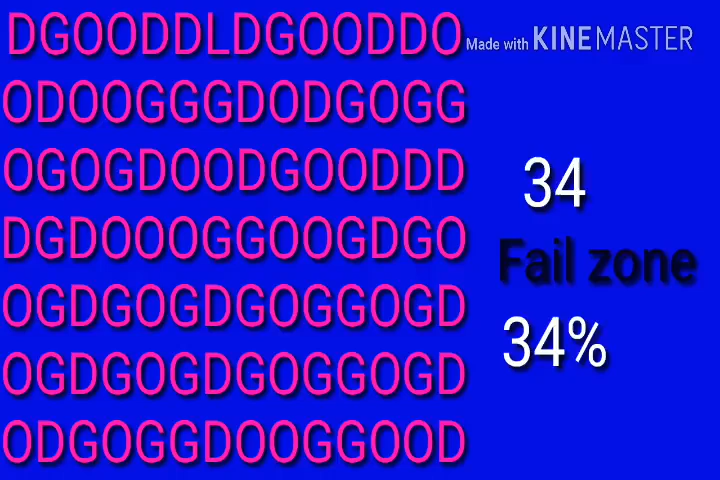 DGOODDLDGOODDO
Made with KINEMASTER
ODOOGGGDODGOGG
OGOGDOODGOODDD
34
DGDOOOGGOOGDGO
Fail zone
OGDGOGDGOGGOGD
34%
OGDGOGDGOGGOGD
ODGOGGDOOGGOOD